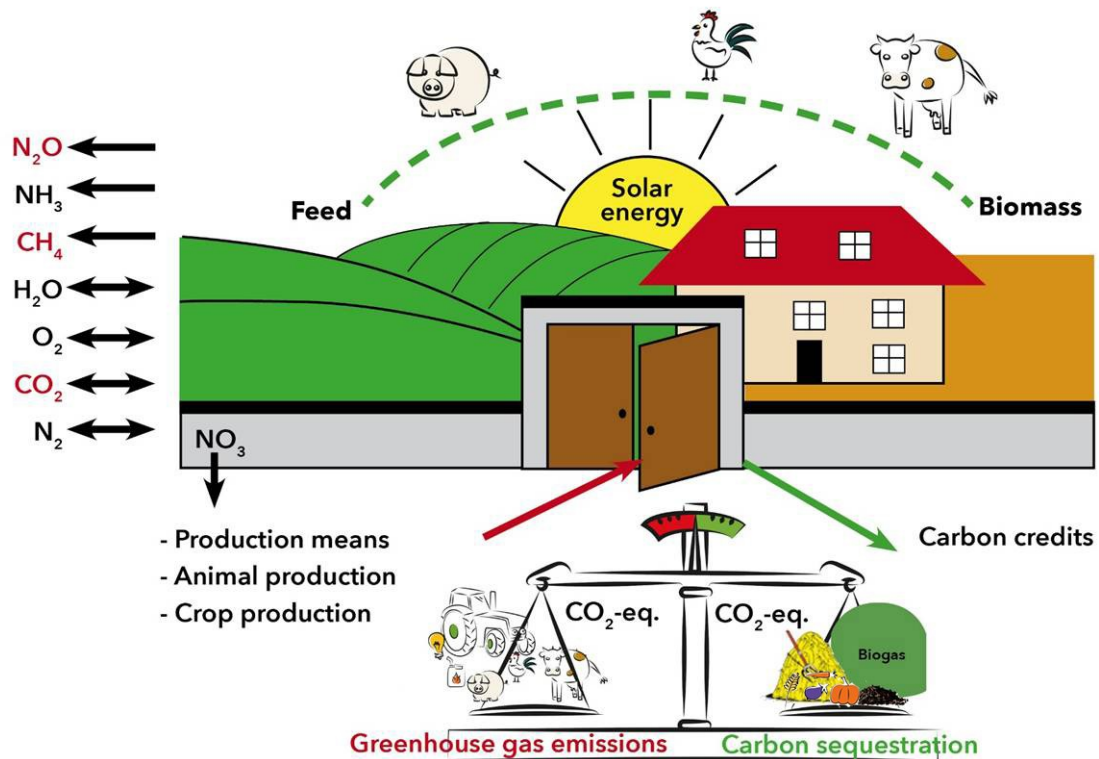 N₂O
NH₃
CH₄
H₂O
O₂
CO₂
N₂
Feed
Solar
energy
Biomass
NO₃
- Production means
- Animal production
- Crop production
Carbon credits
CO₂-eq.
CO₂-eq.
Biogas
Greenhouse gas emissions
Carbon sequestration